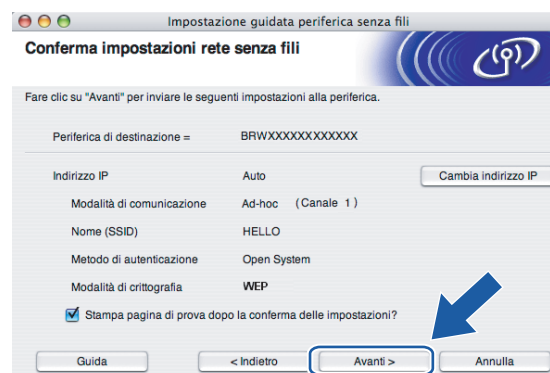 Impostazione guidata periferica senza fili
Conferma impostazioni rete senza fili
Fare clic su "Avanti" per inviare le seguenti impostazioni alla periferica.
Periferica di destinazione = BRWXXXXXXXXXXXX
Indirizzo IP Auto Cambia indirizzo IP
Modalità di comunicazione Ad-hoc (Canale 1)
Nome (SSID) HELLO
Metodo di autenticazione Open System
Modalità di crittografia WEP
Stampa pagina di prova dopo la conferma delle impostazioni?
Guida < Indietro Avanti > Annulla